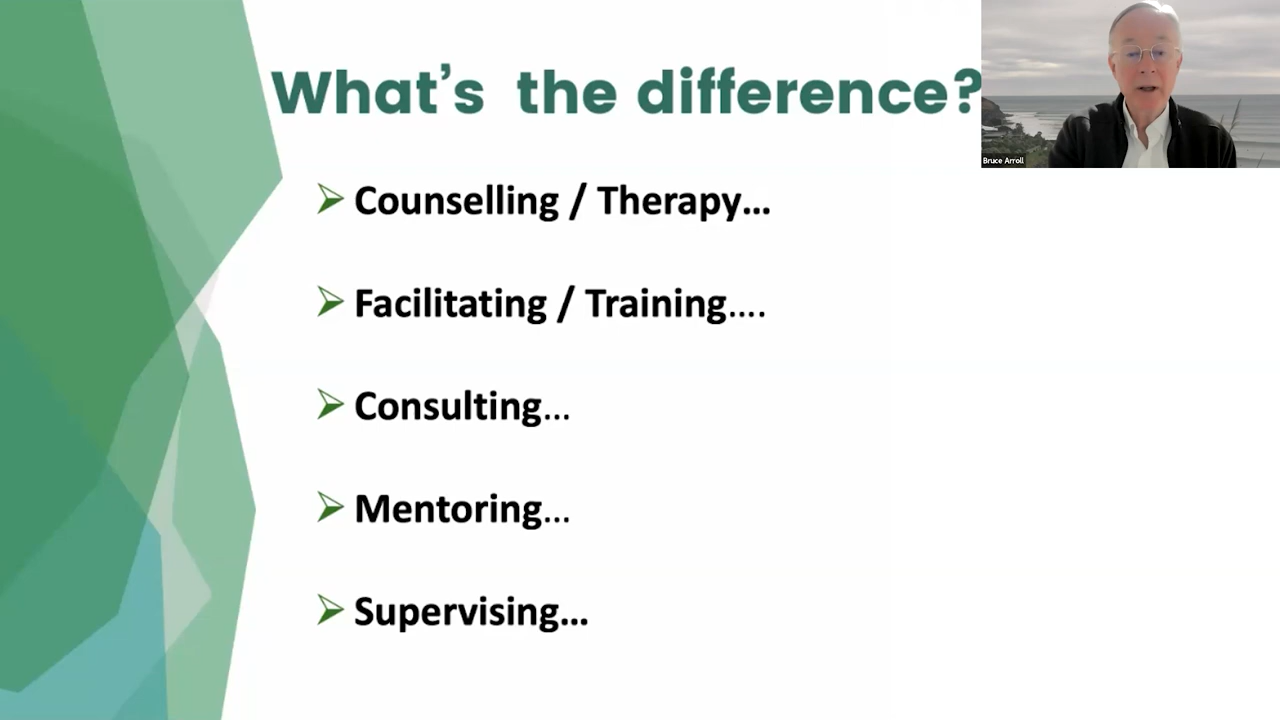 What's the difference?
Bruce Arroll
Counselling / Therapy...
Facilitating / Training....
Consulting...
Mentoring...
Supervising...